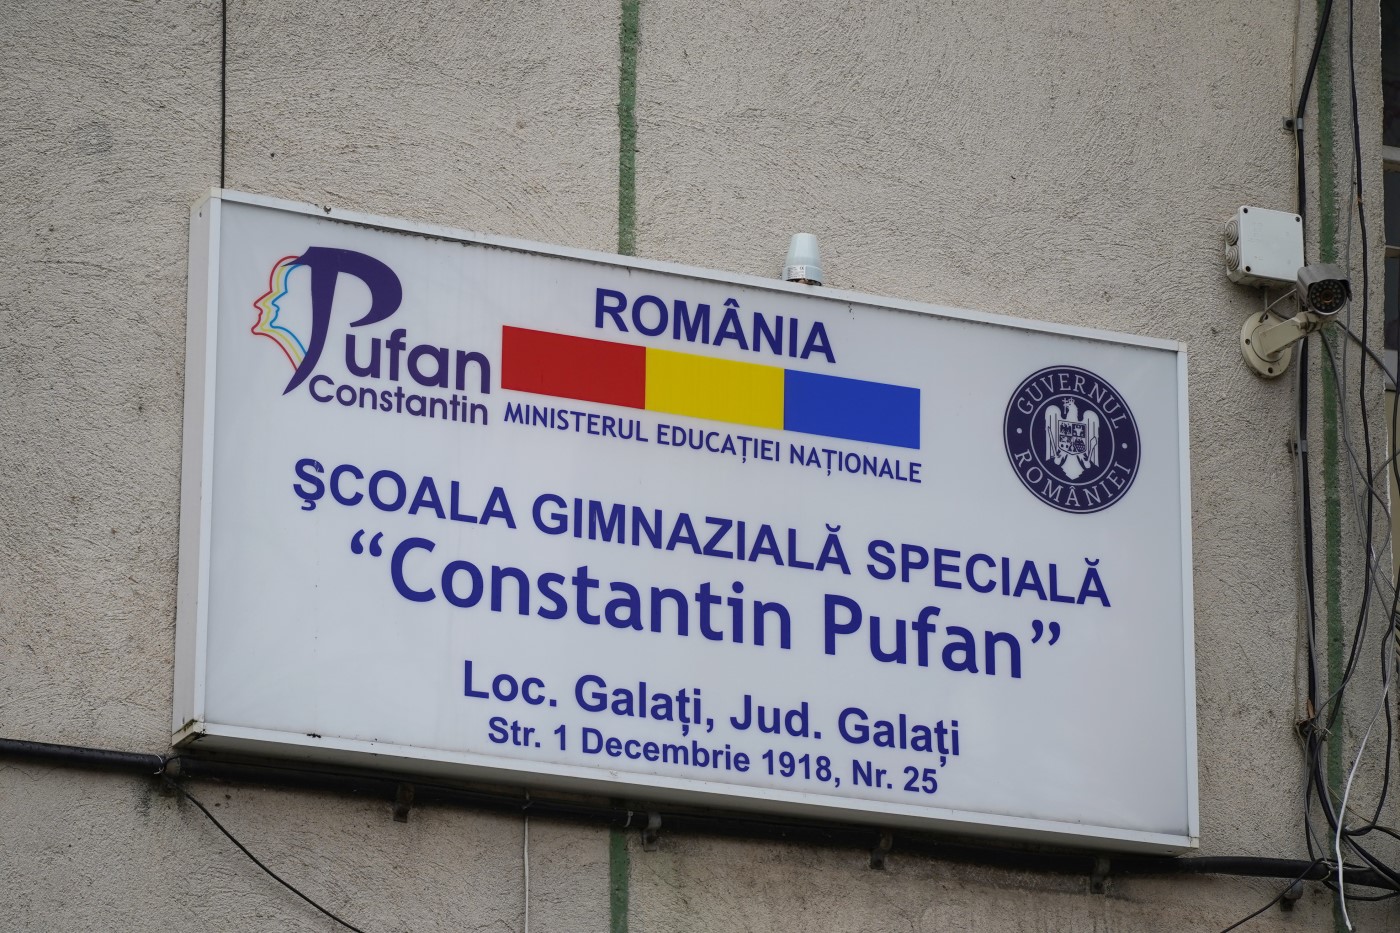 Pufan
Constantin
ROMÂNIA
MINISTERUL EDUCAȚIEI NAȚIONALE
GUVERNUL ROMÂNIEI
ȘCOALA GIMNAZIALĂ SPECIALĂ
“Constantin Pufan”
Loc. Galați, Jud. Galați
Str. 1 Decembrie 1918, Nr. 25